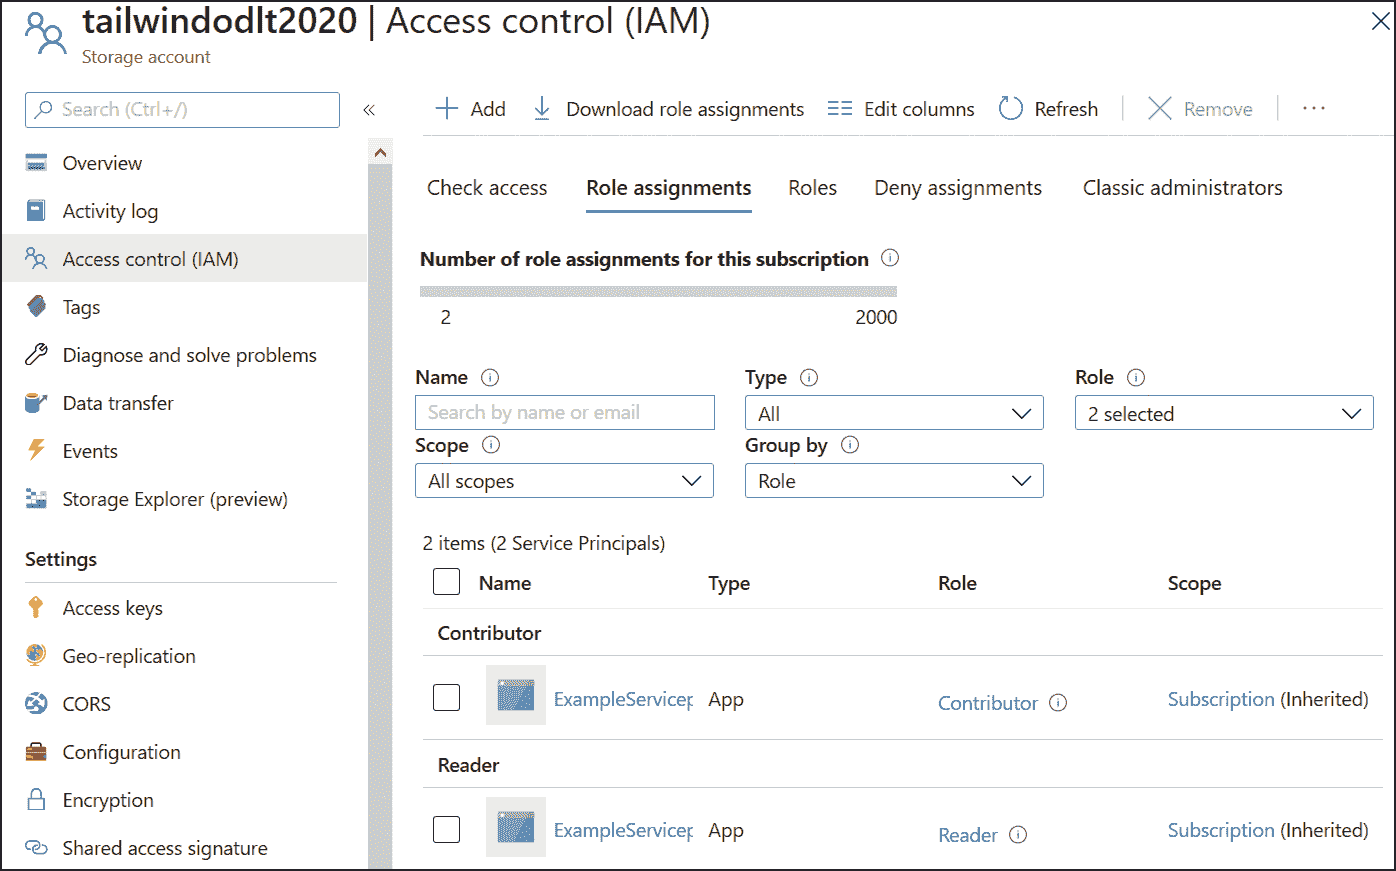 tailwindodlt2020 | Access control (IAM)
Storage account
Search (Ctrl+/)
«
Overview
Activity log
Access control (IAM)
Tags
Diagnose and solve problems
Data transfer
Events
Storage Explorer (preview)
Settings
Access keys
Geo-replication
CORS
Configuration
Encryption
Shared access signature
Add Download role assignments Edit columns Refresh Remove ...
Check access Role assignments Roles Deny assignments Classic administrators
Number of role assignments for this subscription
2 2000
Name Type Role
Search by name or email All 2 selected
Scope Group by
All scopes Role
2 items (2 Service Principals)
Name Type Role Scope
Contributor
ExampleServicep App Contributor Subscription (Inherited)
Reader
ExampleServicep App Reader Subscription (Inherited)